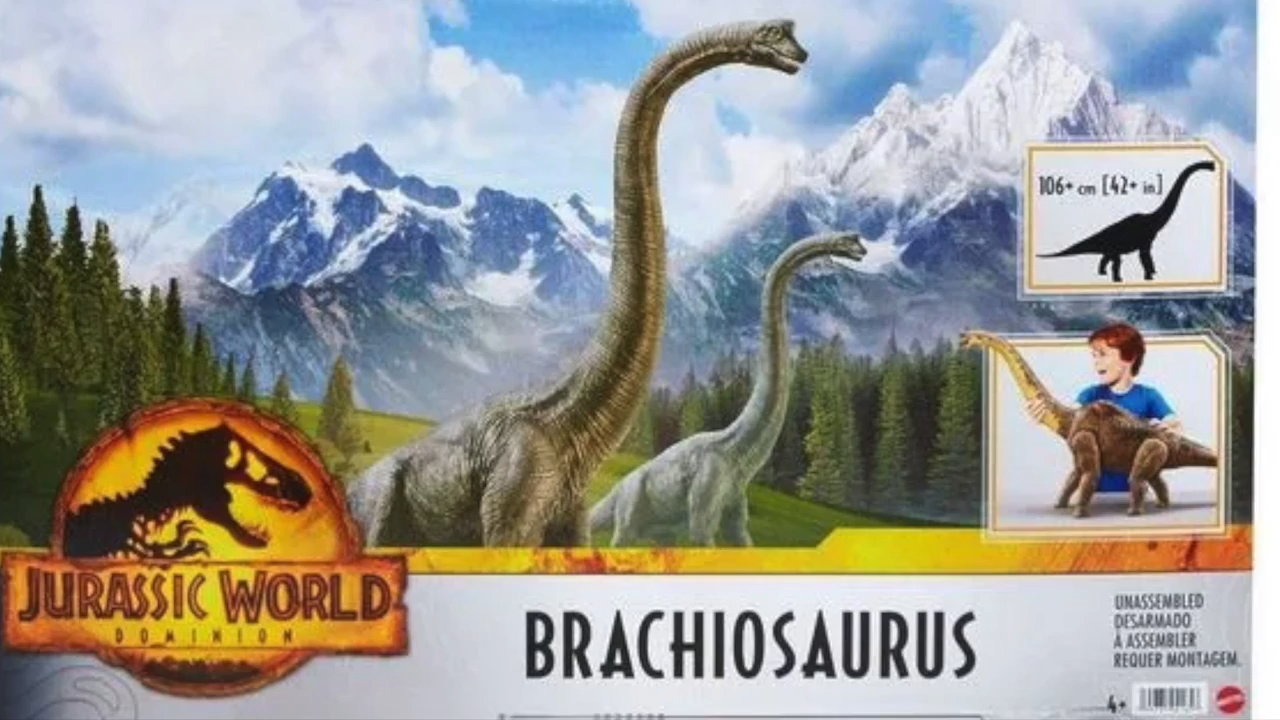 106+ cm [42+ in]
JURASSIC WORLD
DOMINION
BRACHIOSAURUS
UNASSEMBLED
DESARMADO
À ASSEMBLER
REQUER MONTAGEM.
4+